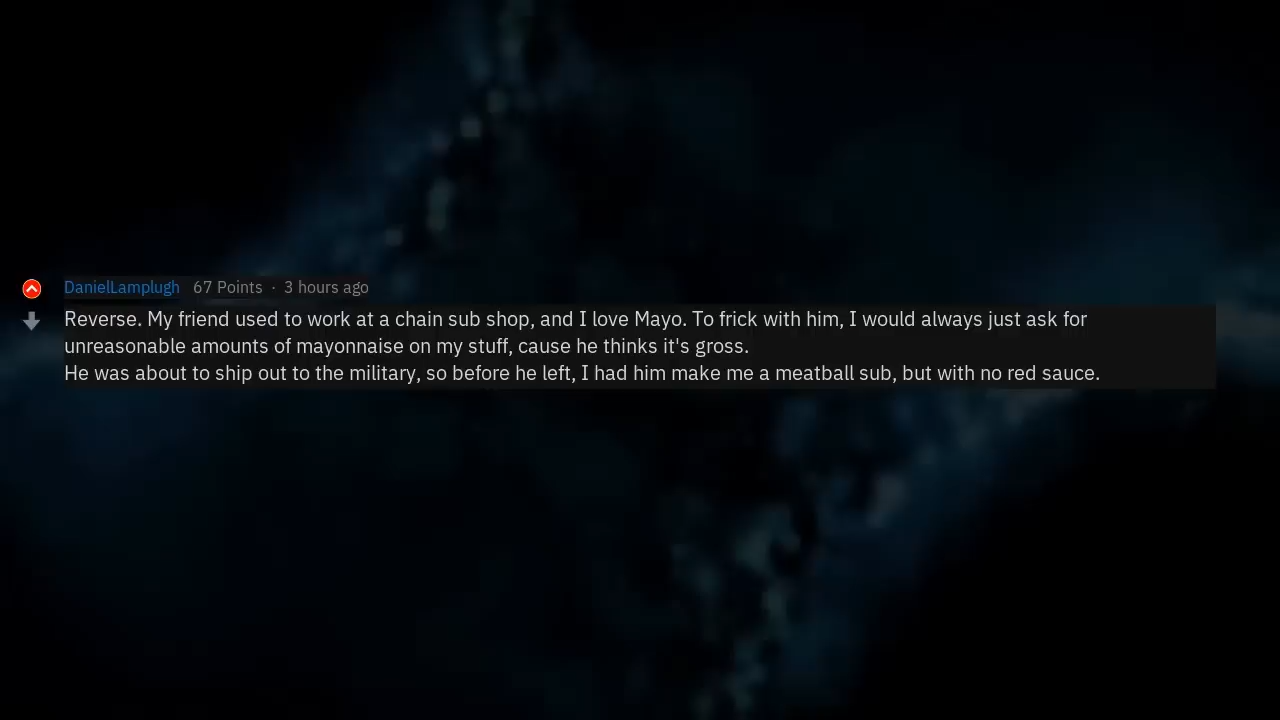 DanielLamplugh 67 Points · 3 hours ago
Reverse. My friend used to work at a chain sub shop, and I love Mayo. To frick with him, I would always just ask for
unreasonable amounts of mayonnaise on my stuff, cause he thinks it's gross.
He was about to ship out to the military, so before he left, I had him make me a meatball sub, but with no red sauce.